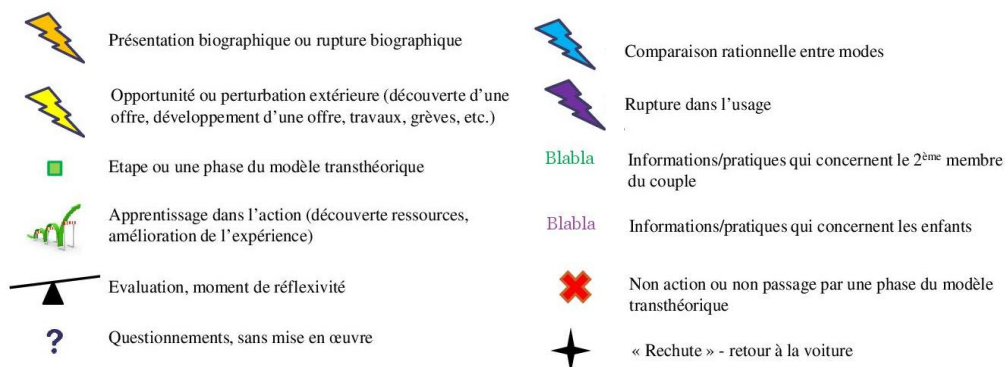 Présentation biographique ou rupture biographique
Opportunité ou perturbation extérieure (découverte d'une
offre, développement d'une offre, travaux, grèves, etc.)
Etape ou une phase du modèle transthéorique
Apprentissage dans l'action (découverte ressources,
amélioration de l'expérience)
Evaluation, moment de réflexivité
?
Questionnements, sans mise en œuvre
Comparaison rationnelle entre modes
Rupture dans l'usage
Blabla
Informations/pratiques qui concernent le 2ème membre
du couple
Blabla
Informations/pratiques qui concernent les enfants
Non action ou non passage par une phase du modèle
transthéorique
« Rechute » - retour à la voiture